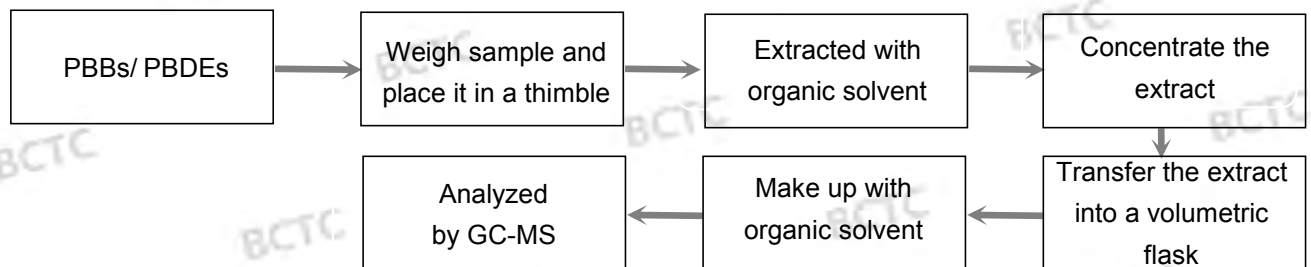 PBBs/ PBDEs
Weigh sample and
place it in a thimble
Extracted with
organic solvent
Concentrate the
extract
Transfer the extract
into a volumetric
flask
Make up with
organic solvent
Analyzed
by GC-MS
BCTC
BCTC
BCTC
BCTC
BCTC
BCTC
BCTC